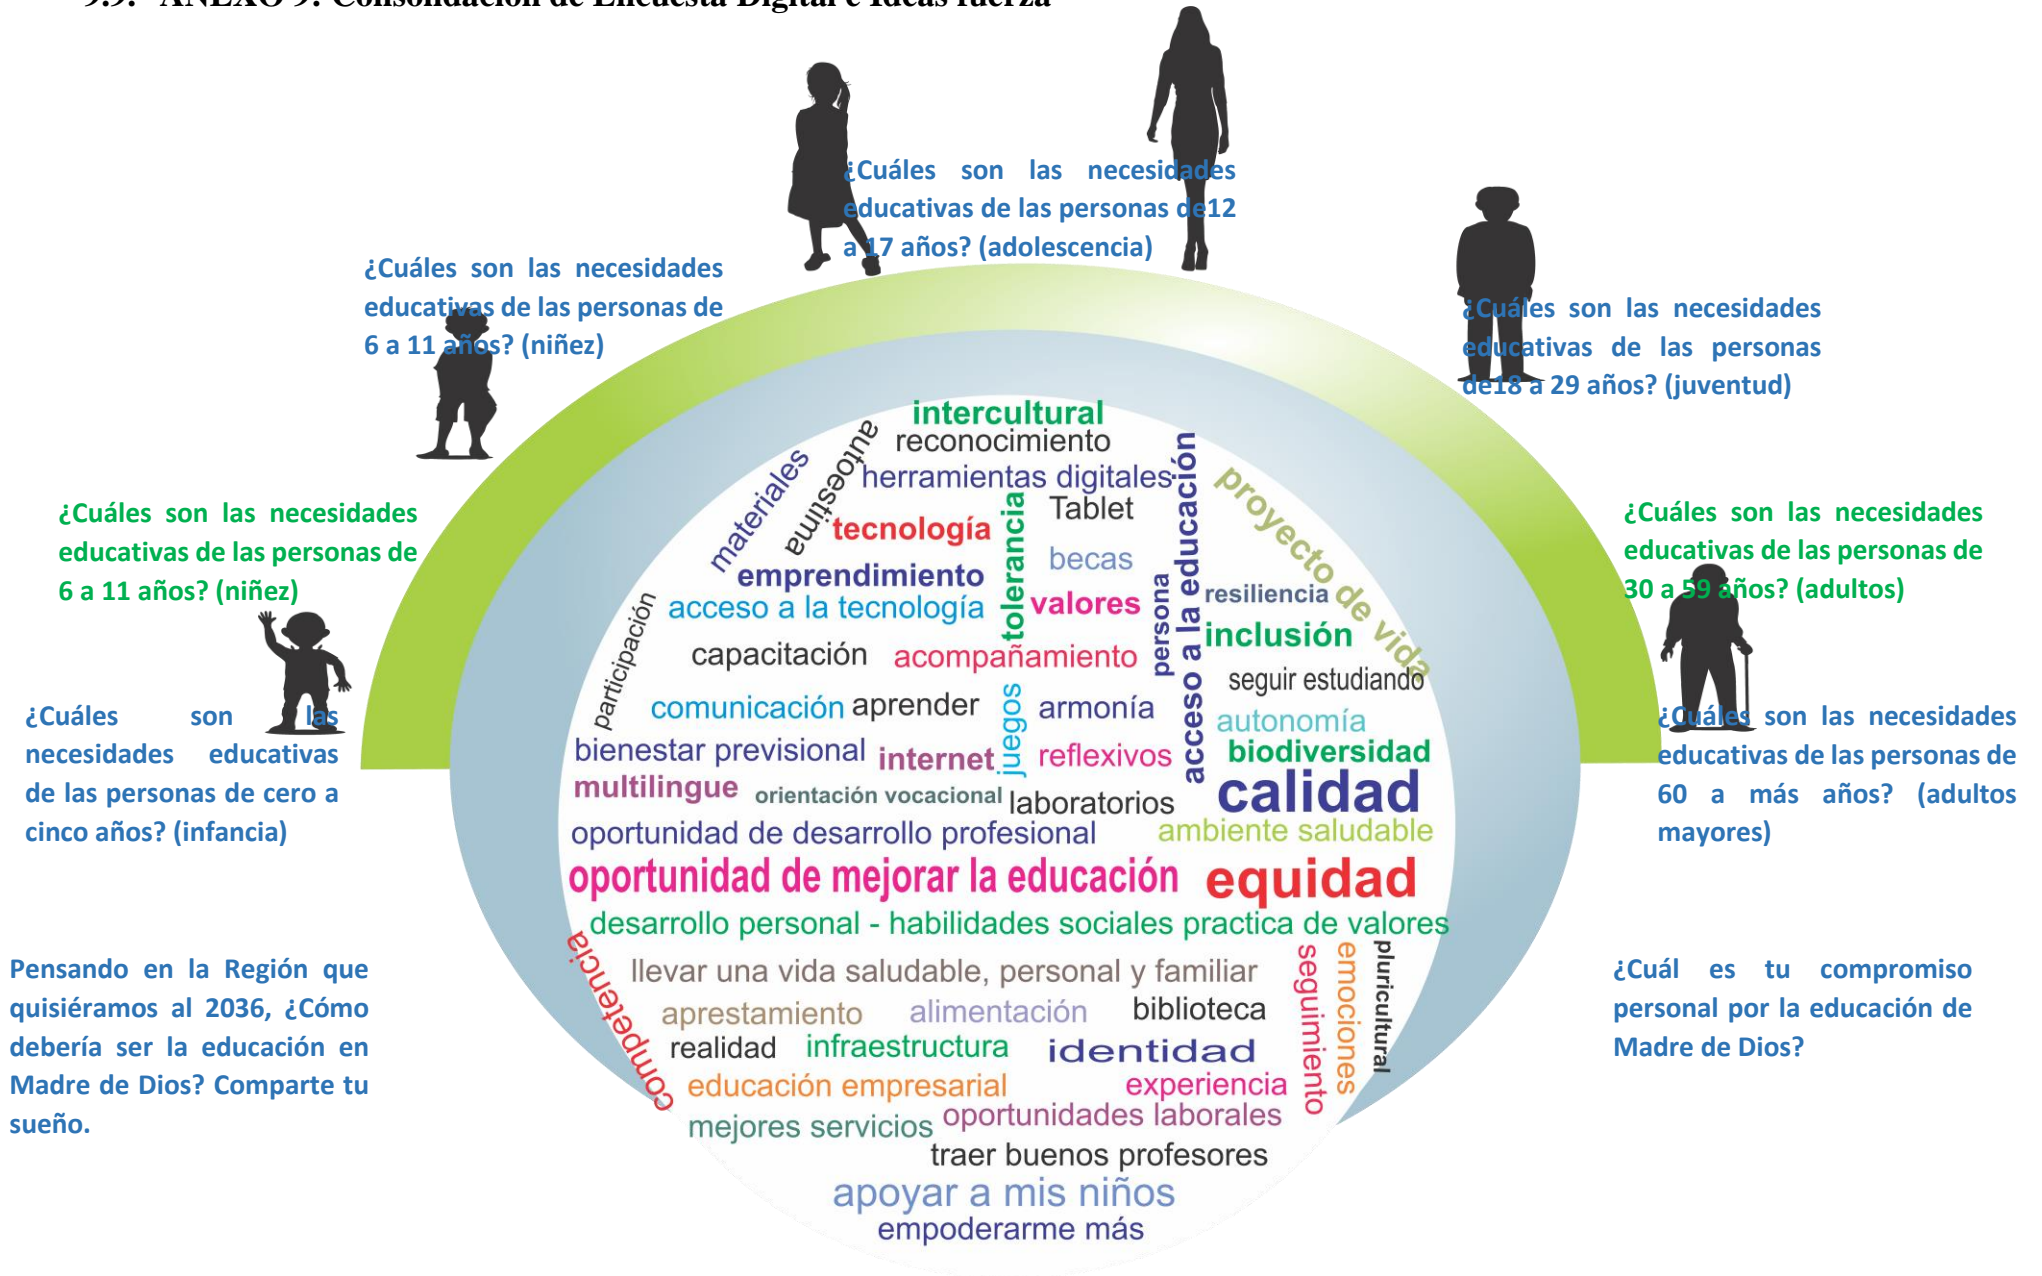 9.9. ANEXO 9: Consolidación de Encuesta Digital e Ideas fuerza
¿Cuáles son las necesidades
educativas de las personas de12
a 17 años? (adolescencia)
¿Cuáles son las necesidades
educativas de las personas de
6 a 11 años? (niñez)
¿Cuáles son las necesidades
educativas de las personas
de18 a 29 años? (juventud)
¿Cuáles son las necesidades
educativas de las personas de
6 a 11 años? (niñez)
¿Cuáles son las necesidades
educativas de las personas de
30 a 59 años? (adultos)
¿Cuáles son las
necesidades educativas
de las personas de cero a
cinco años? (infancia)
¿Cuáles son las necesidades
educativas de las personas de
60 a más años? (adultos
mayores)
Pensando en la Región que
quisiéramos al 2036, ¿Cómo
debería ser la educación en
Madre de Dios? Comparte tu
sueño.
¿Cuál es tu compromiso
personal por la educación de
Madre de Dios?
intercultural
reconocimiento
autoestima
materiales
herramientas digitales
acceso a la educación
proyecto de vida
tecnología
tolerancia
Tablet
becas
emprendimiento
persona
resiliencia
acceso a la tecnología
valores
participación
inclusión
capacitación
acompañamiento
seguir estudiando
comunicación
aprender
juegos
armonía
autonomía
bienestar previsional
internet
reflexivos
biodiversidad
multilingue
orientación vocacional
laboratorios
calidad
oportunidad de desarrollo profesional
ambiente saludable
oportunidad de mejorar la educación
equidad
desarrollo personal - habilidades sociales practica de valores
competencia
llevar una vida saludable, personal y familiar
seguimiento
emociones
pluricultural
aprestamiento
alimentación
biblioteca
realidad
infraestructura
identidad
educación empresarial
experiencia
mejores servicios
oportunidades laborales
traer buenos profesores
apoyar a mis niños
empoderarme más